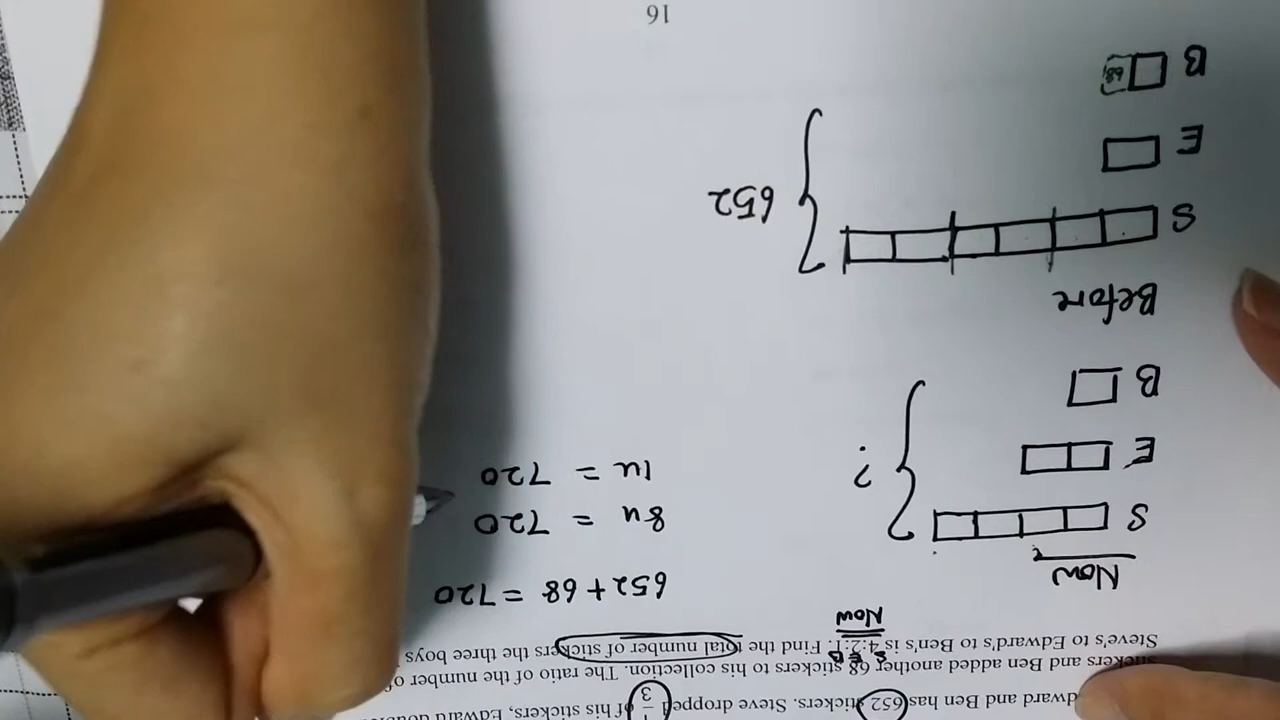 and Ben has 652 stickers. Steve dropped 1/3 of his stickers, Edward
stickers and Ben added another 68 stickers to his collection. The ratio of the number of
S E B
Steve's to Edward's to Ben's is 4:2:1. Find the total number of stickers the three boys
Now
652 + 68 = 720
Now
S
8u = 720
E
?
1u = 720
B
Before
S
652
E
B
68
16